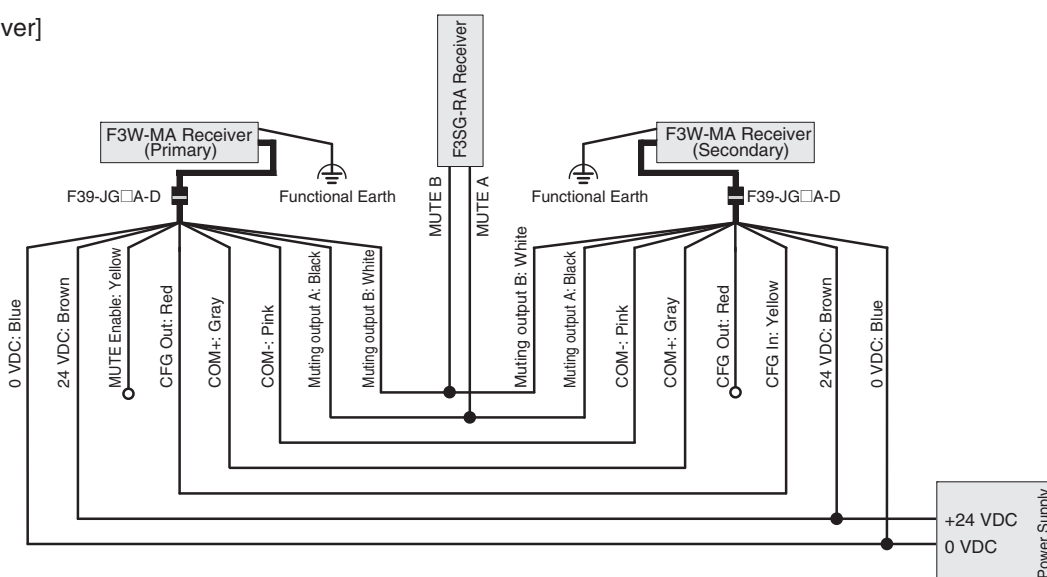 ver]
F3SG-RA Receiver
F3W-MA Receiver
(Primary)
F3W-MA Receiver
(Secondary)
F39-JG□A-D
Functional Earth
MUTE B
MUTE A
Functional Earth
F39-JG□A-D
0 VDC: Blue
24 VDC: Brown
MUTE Enable: Yellow
CFG Out: Red
COM+: Gray
COM-: Pink
Muting output A: Black
Muting output B: White
Muting output B: White
Muting output A: Black
COM-: Pink
COM+: Gray
CFG Out: Red
CFG In: Yellow
24 VDC: Brown
0 VDC: Blue
+24 VDC
0 VDC
Power Supply